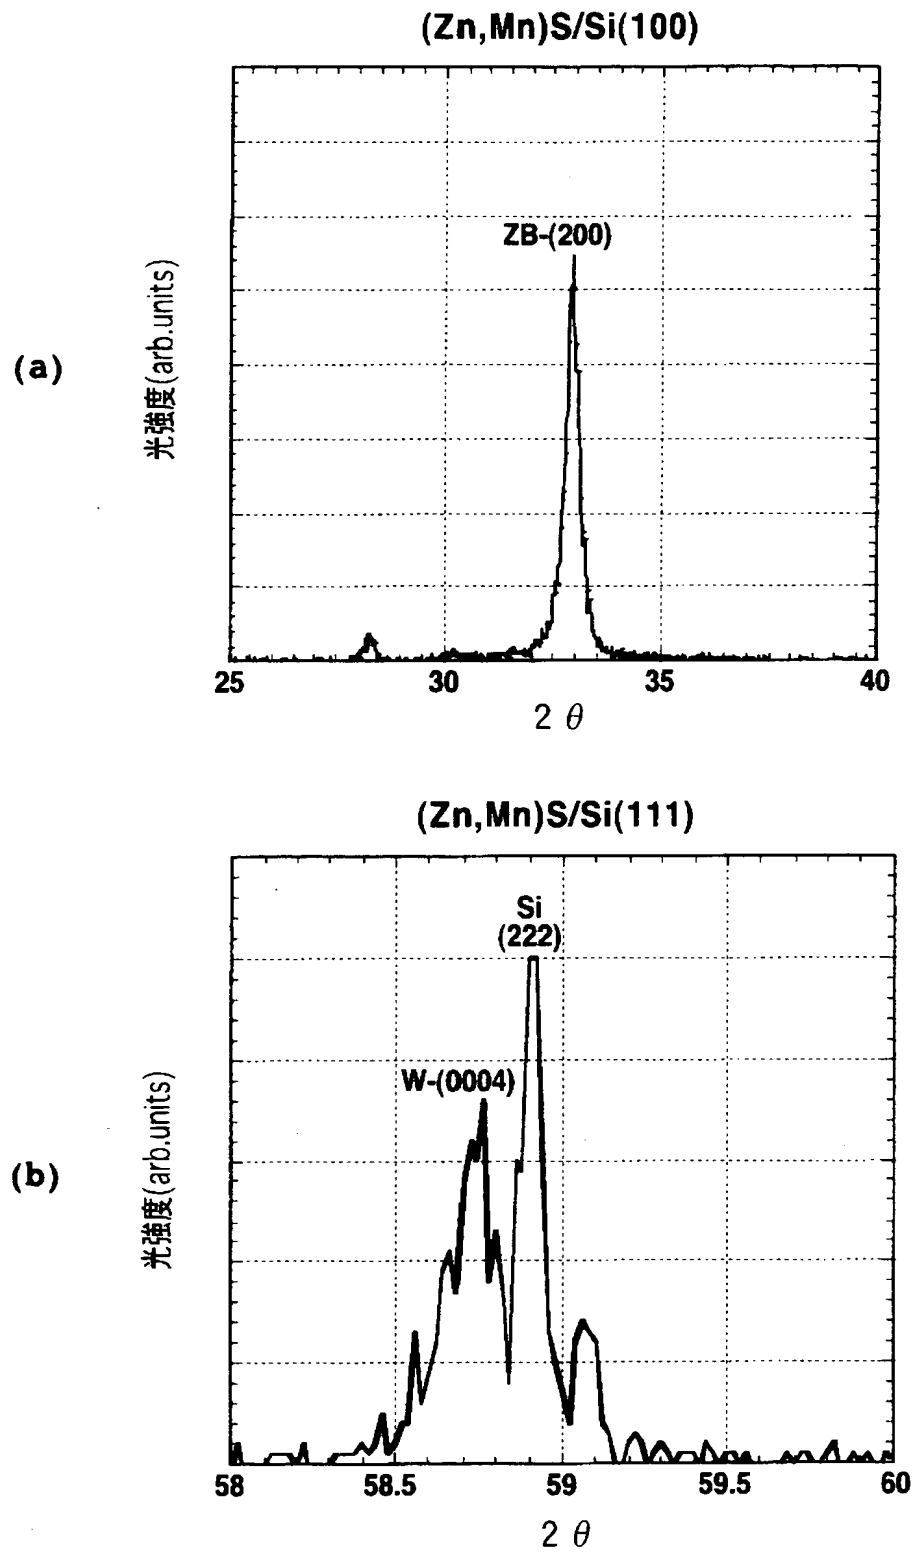 (Zn,Mn)S/Si(100)
ZB-(200)
(a)
光強度(arb.units)
25 30 35 40
2 θ
(Zn,Mn)S/Si(111)
Si
(222)
W-(0004)
(b)
光強度(arb.units)
58 58.5 59 59.5 60
2 θ